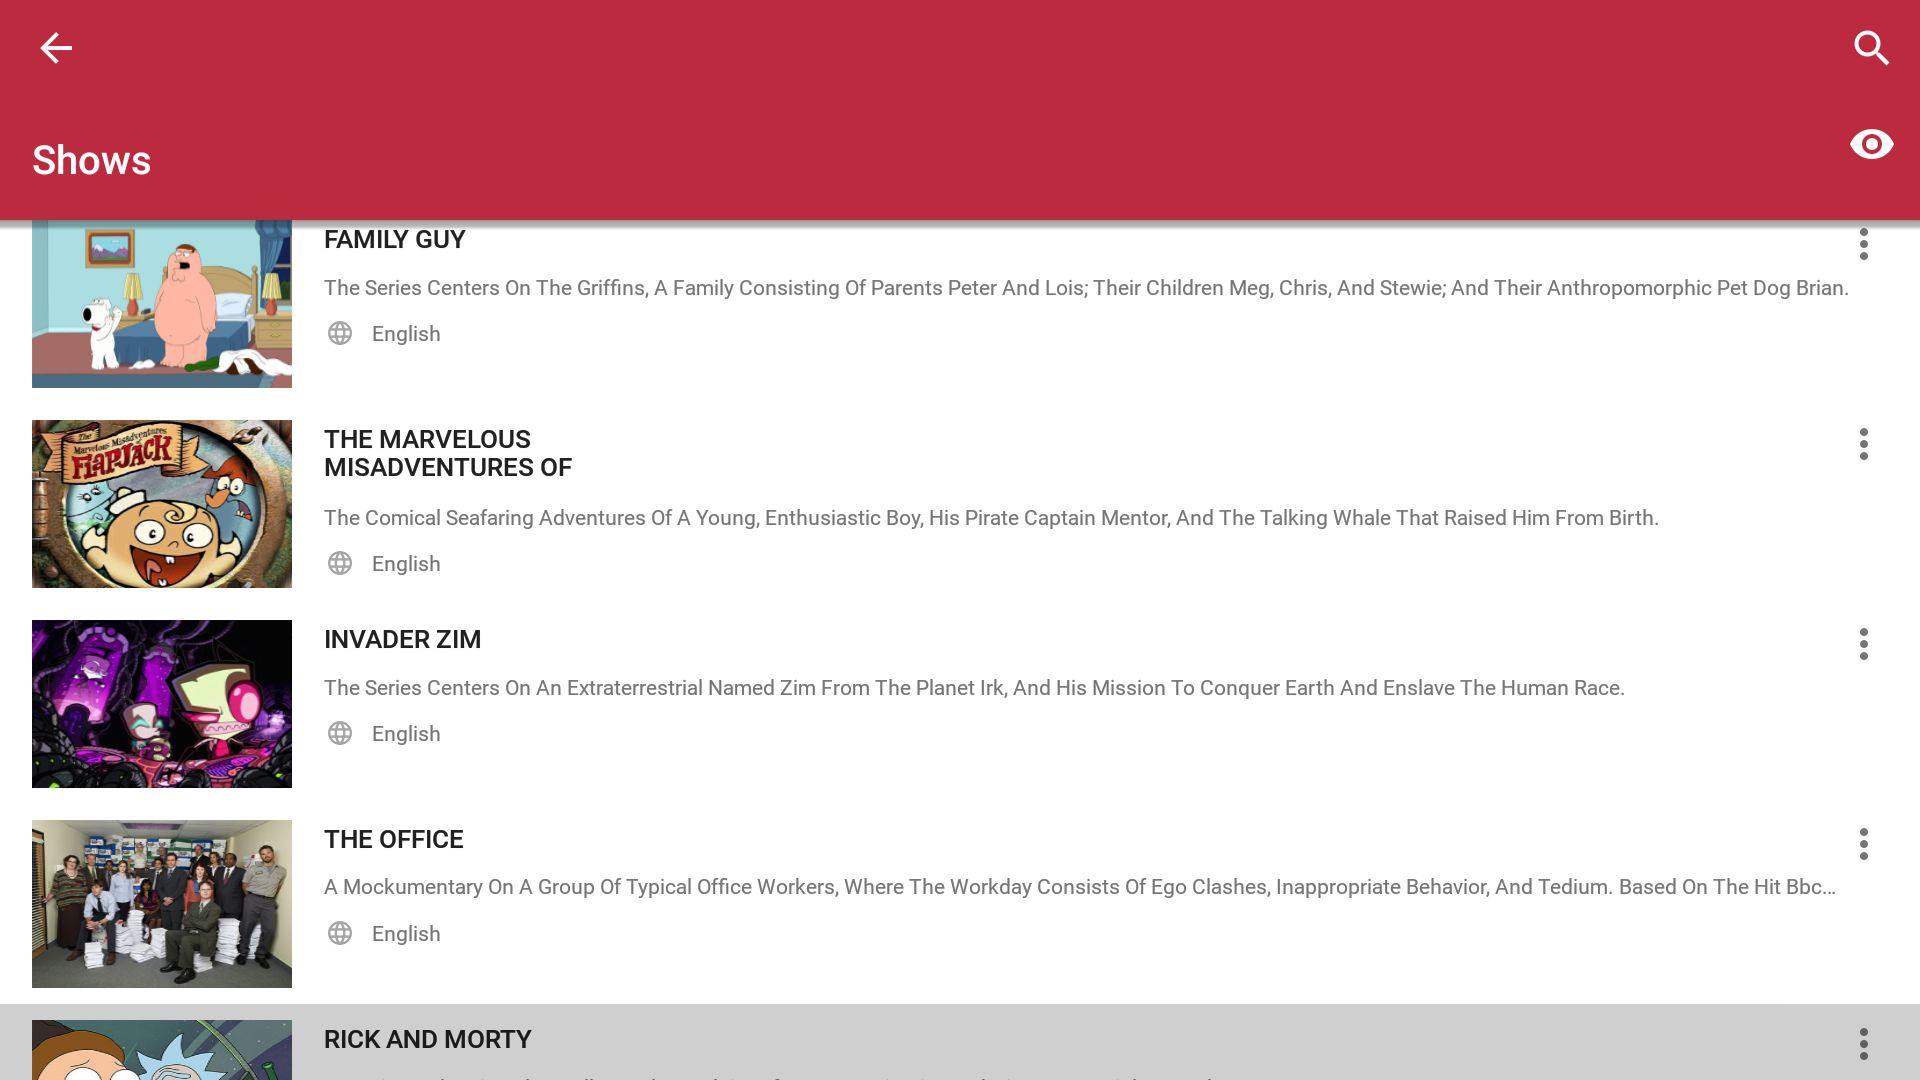 Shows
FAMILY GUY
The Series Centers On The Griffins, A Family Consisting Of Parents Peter And Lois; Their Children Meg, Chris, And Stewie; And Their Anthropomorphic Pet Dog Brian.
English
The
Marvelous Misadventures
FLAPJACK
THE MARVELOUS
MISADVENTURES OF
The Comical Seafaring Adventures Of A Young, Enthusiastic Boy, His Pirate Captain Mentor, And The Talking Whale That Raised Him From Birth.
English
INVADER ZIM
The Series Centers On An Extraterrestrial Named Zim From The Planet Irk, And His Mission To Conquer Earth And Enslave The Human Race.
English
THE OFFICE
A Mockumentary On A Group Of Typical Office Workers, Where The Workday Consists Of Ego Clashes, Inappropriate Behavior, And Tedium. Based On The Hit Bbc...
English
RICK AND MORTY